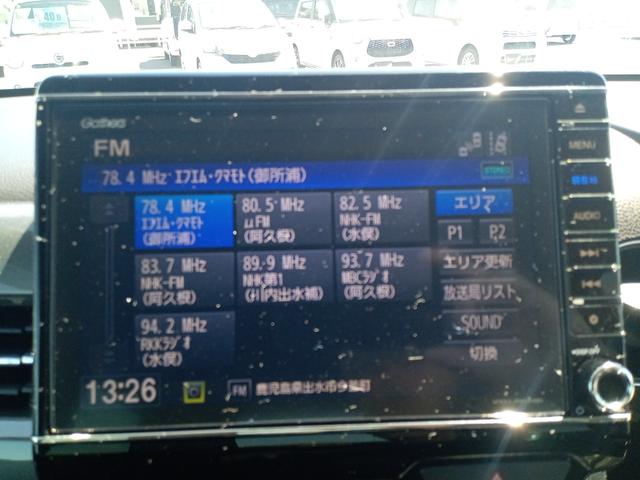 Gathers
FM
78.4 MHz エフエム・クマモト(御所浦)
STEREO
78.4 MHz
エフエム・クマモト
(御所浦)
80.5 MHz
μFM
(阿久根)
82.5 MHz
NHK-FM
(水俣)
エリア
P1
P2
83.7 MHz
NHK-FM
(阿久根)
89.9 MHz
NHK第1
(川内出水補)
93.7 MHz
MBCラジオ
(阿久根)
エリア更新
放送局リスト
94.2 MHz
RKKラジオ
(水俣)
SOUND
切換
13:26
FM
鹿児島県出水市
MENU
現在地
AUDIO